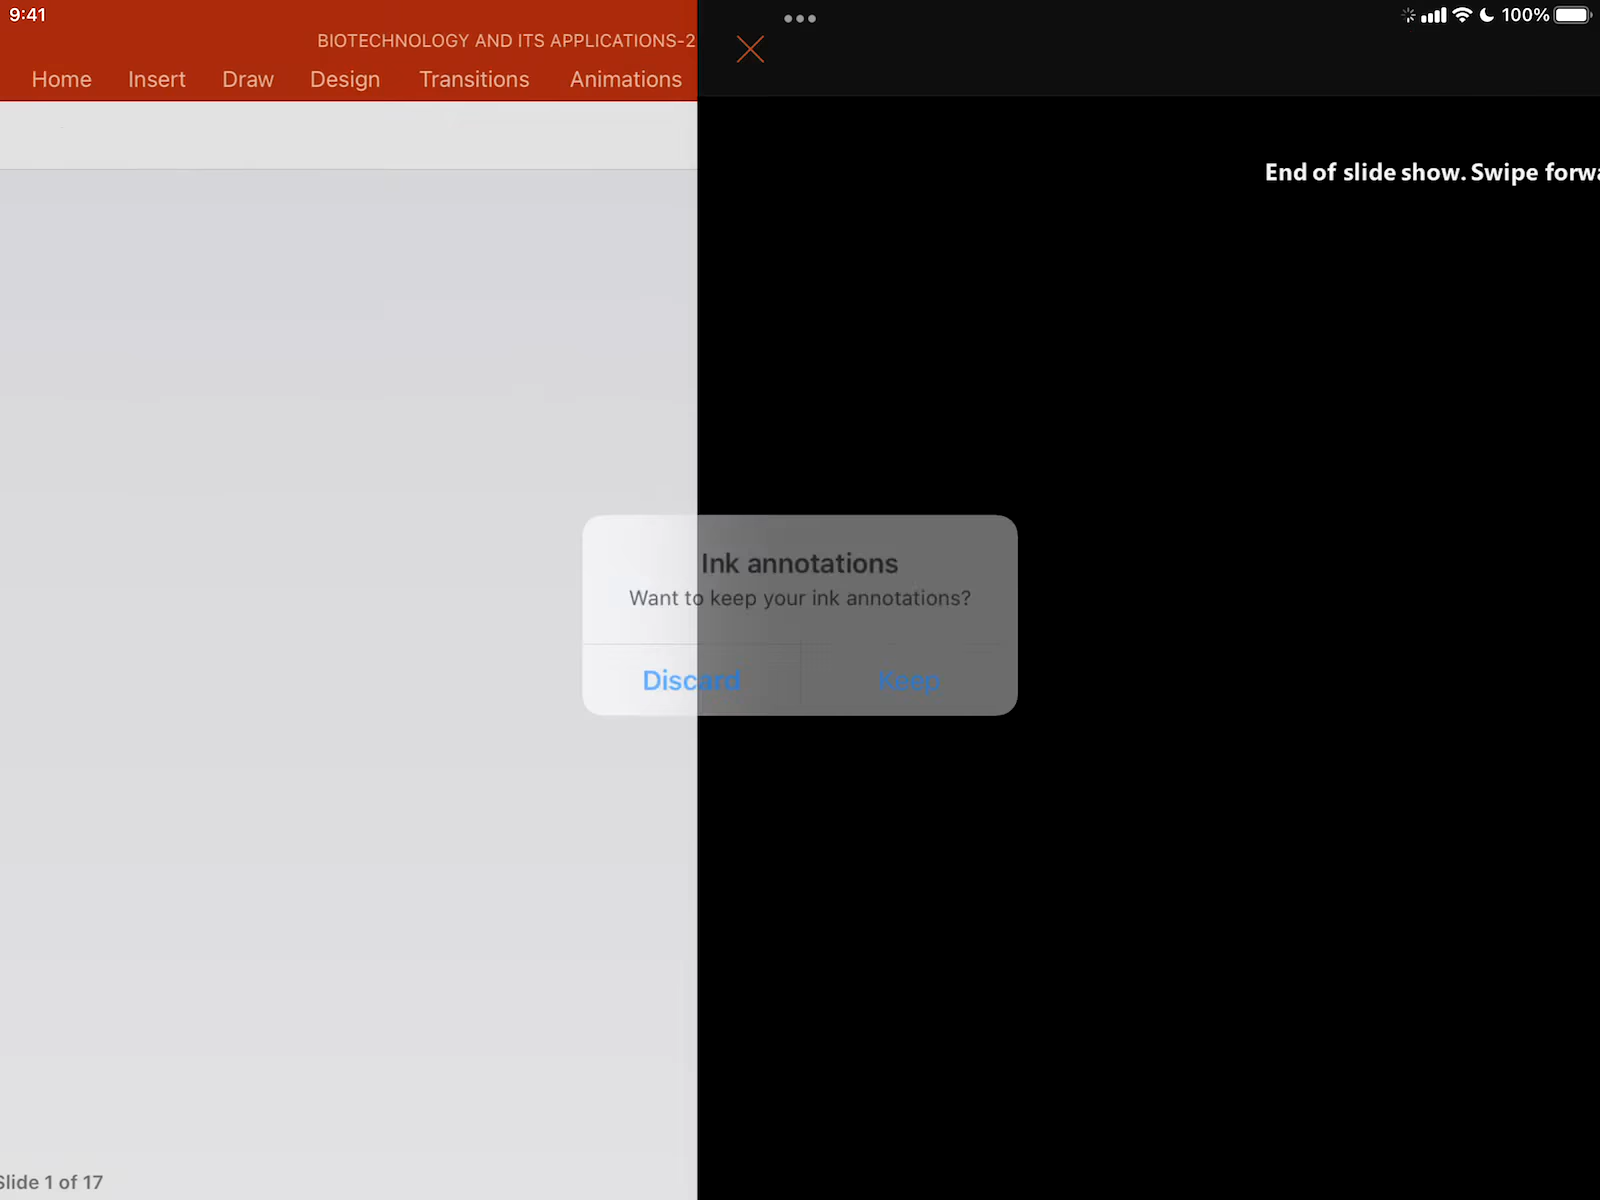 9:41
100%
BIOTECHNOLOGY AND ITS APPLICATIONS-2
Home Insert Draw Design Transitions Animations
End of slide show. Swipe
Ink annotations
Want to keep your ink annotations?
Discard Keep
Slide 1 of 17